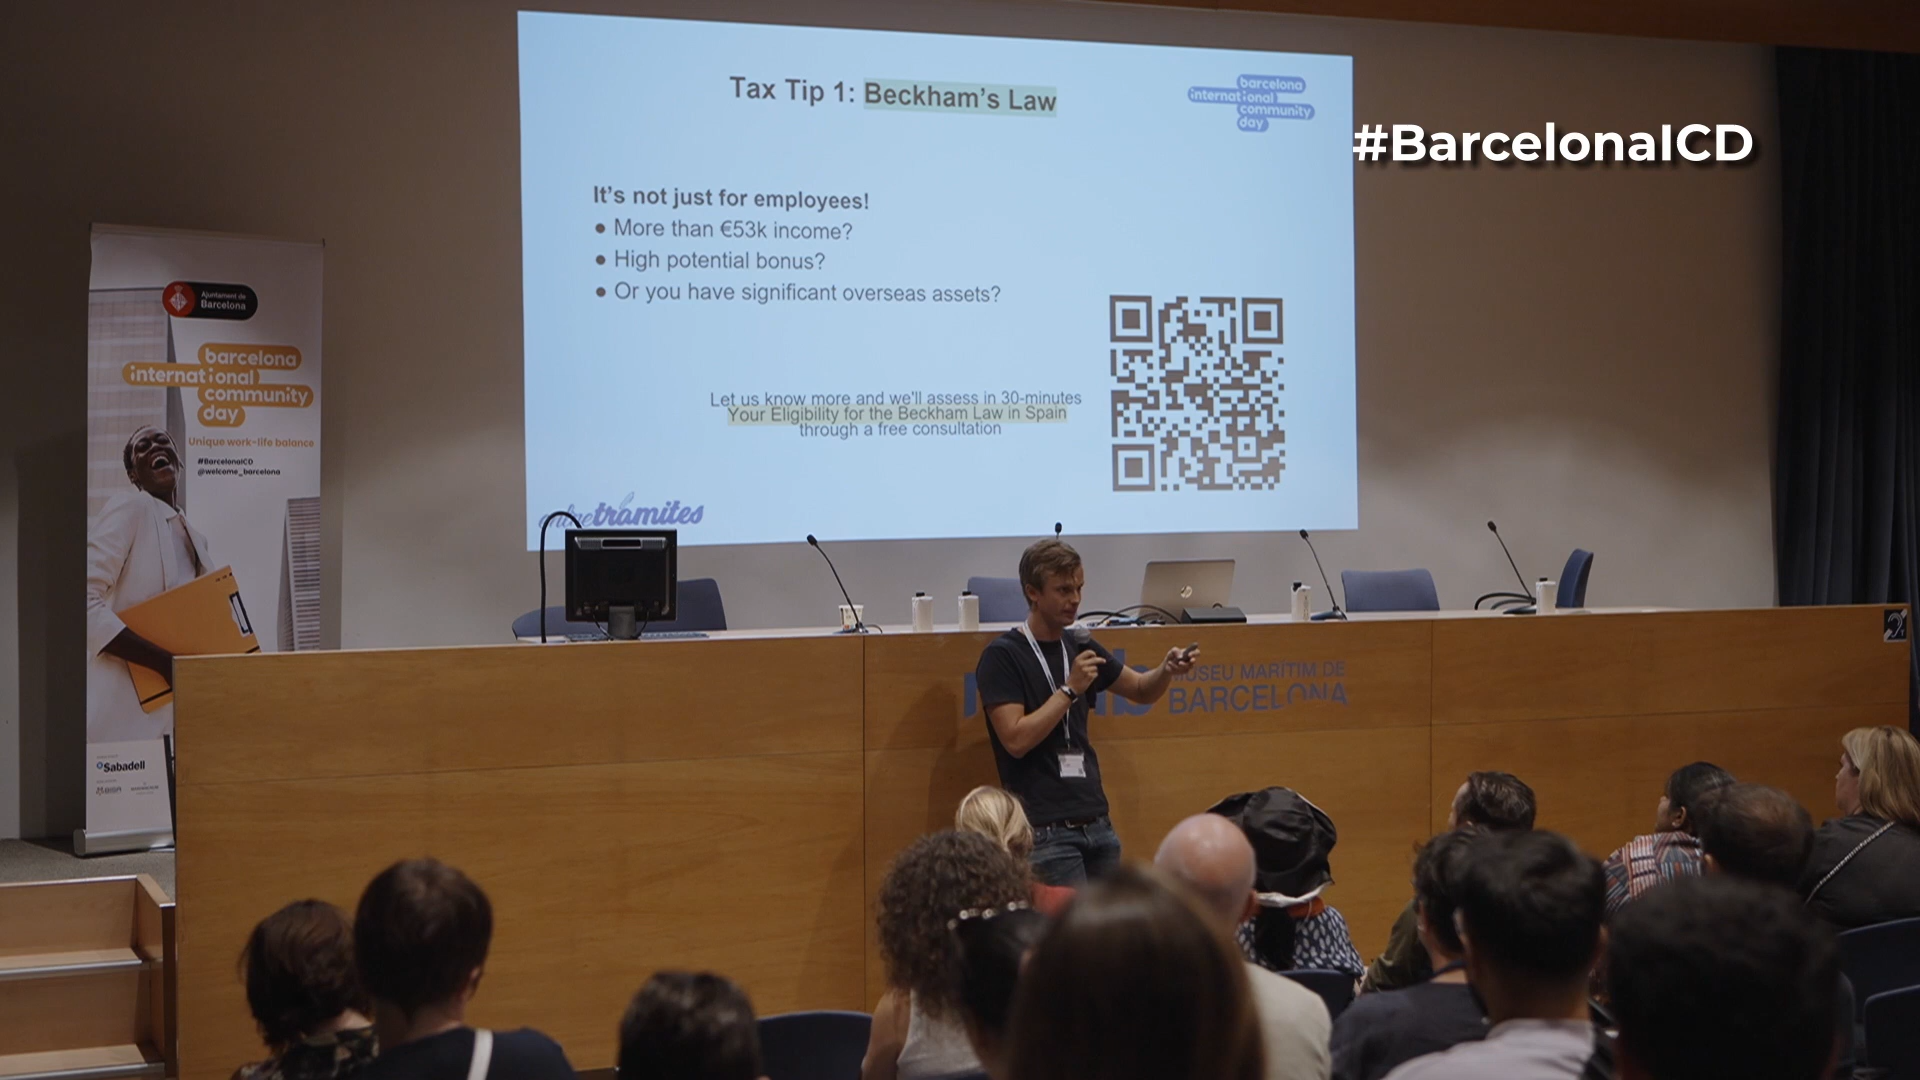 Tax Tip 1: Beckham's Law
barcelona
international
community
day
#BarcelonaICD
It's not just for employees!
● More than €53k income?
● High potential bonus?
● Or you have significant overseas assets?
Let us know more and we'll assess in 30-minutes
Your Eligibility for the Beckham Law in Spain
through a free consultation
entretramites
Ajuntament de
Barcelona
barcelona
international
community
day
Unique work-life balance
#BarcelonaICD
@welcome_barcelona
Sabadell
MUSEU MARÍTIM DE
BARCELONA
hp